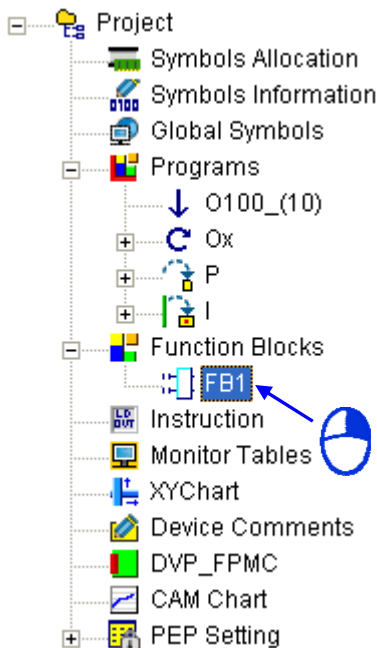 Project
Symbols Allocation
Symbols Information
Global Symbols
Programs
O100_(10)
Ox
P
I
Function Blocks
FB1
Instruction
Monitor Tables
XYChart
Device Comments
DVP_FPMC
CAM Chart
PEP Setting